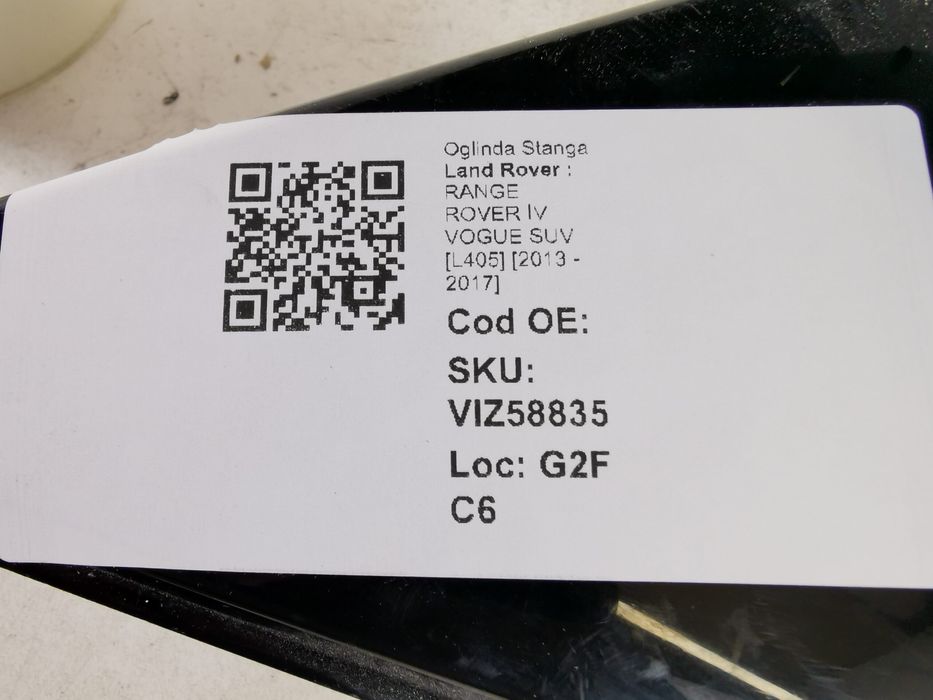 Oglinda Stanga
Land Rover :
RANGE
ROVER IV
VOGUE SUV
[L405] [2013 -
2017]
Cod OE:
SKU:
VIZ58835
Loc: G2F
C6